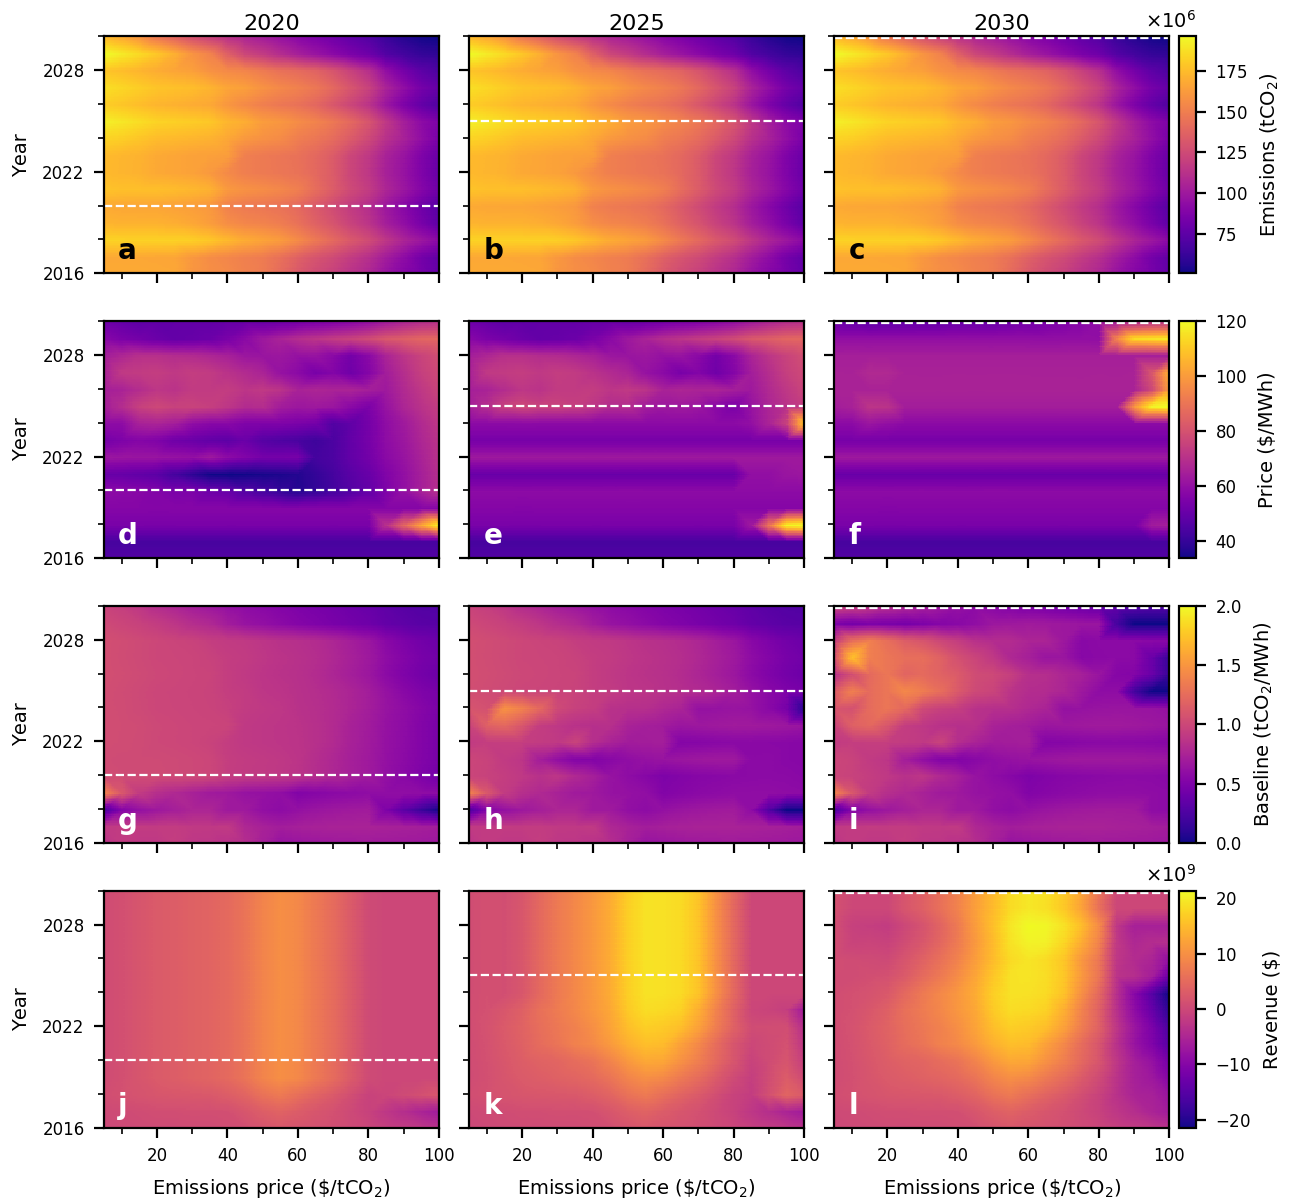 2020 2025 2030 ×10⁶
Year 2028 2022 2016 a b c 175 150 125 100 75 Emissions (tCO₂)
Year 2028 2022 2016 d e f 120 100 80 60 40 Price ($/MWh)
Year 2028 2022 2016 g h i 2.0 1.5 1.0 0.5 0.0 Baseline (tCO₂/MWh)
×10⁹
Year 2028 2022 2016 j k l 20 10 0 −10 −20 Revenue ($)
20 40 60 80 100 20 40 60 80 100 20 40 60 80 100
Emissions price ($/tCO₂) Emissions price ($/tCO₂) Emissions price ($/tCO₂)